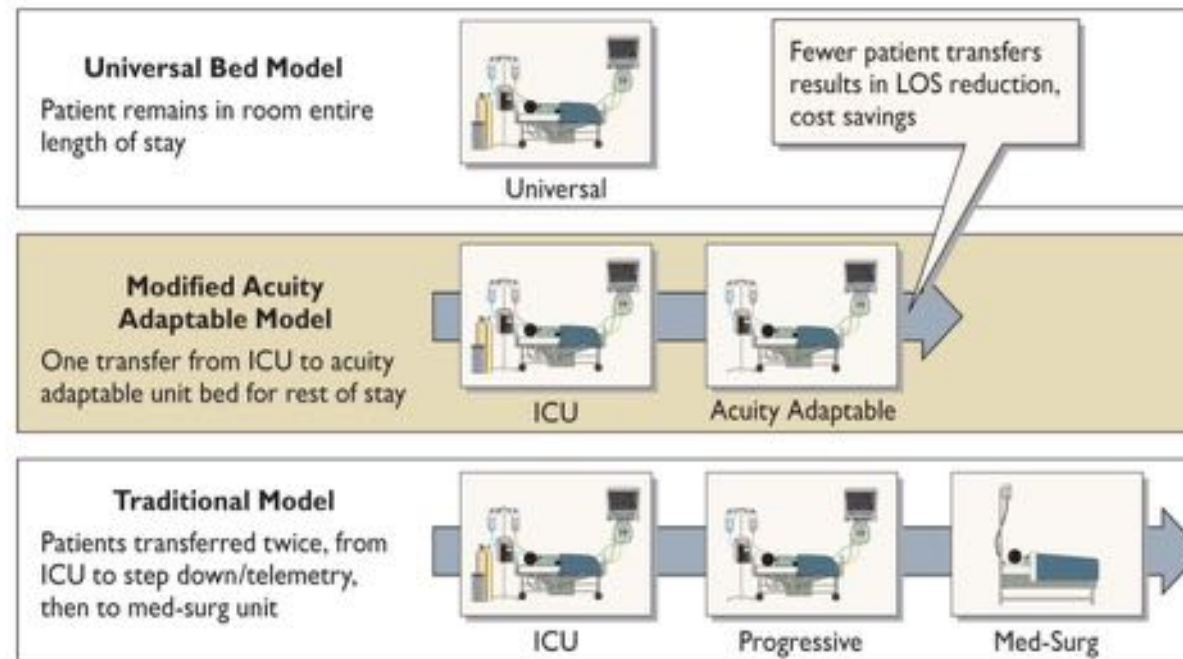 Universal Bed Model
Patient remains in room entire
length of stay
Universal
Fewer patient transfers
results in LOS reduction,
cost savings
Modified Acuity
Adaptable Model
One transfer from ICU to acuity
adaptable unit bed for rest of stay
ICU
Acuity Adaptable
Traditional Model
Patients transferred twice, from
ICU to step down/telemetry,
then to med-surg unit
ICU
Progressive
Med-Surg